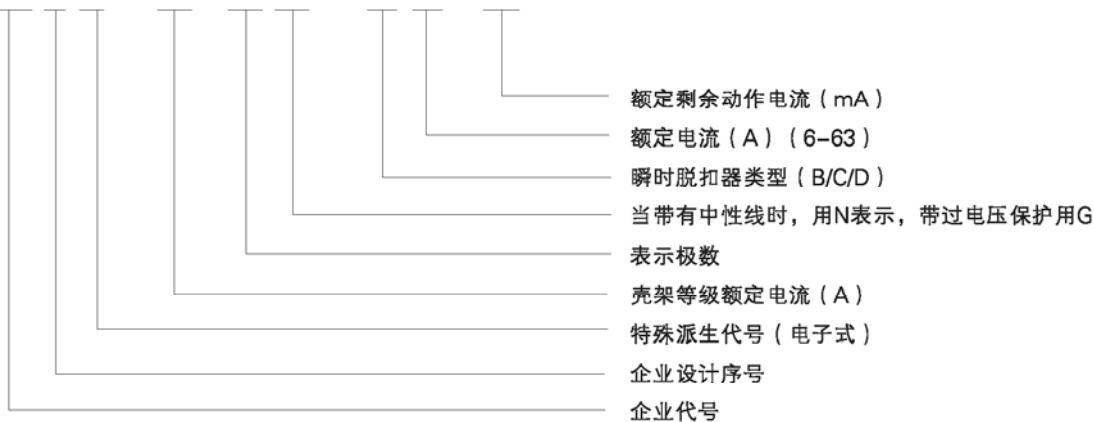 额定剩余动作电流(mA)
额定电流(A)(6-63)
瞬时脱扣器类型(B/C/D)
当带有中性线时，用N表示，带过电压保护用G
表示极数
壳架等级额定电流(A)
特殊派生代号(电子式)
企业设计序号
企业代号